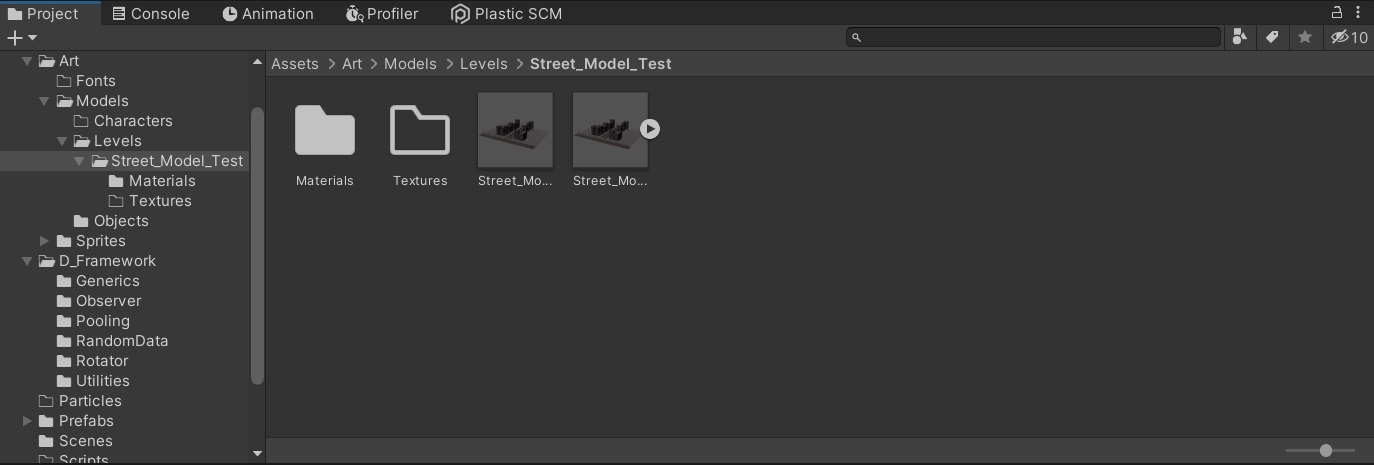 Project Console Animation Profiler Plastic SCM
10
Art
Fonts
Models
Characters
Levels
Street_Model_Test
Materials
Textures
Objects
Sprites
D_Framework
Generics
Observer
Pooling
RandomData
Rotator
Utilities
Particles
Prefabs
Scenes
Scripts
Assets > Art > Models > Levels > Street_Model_Test
Materials Textures Street_Mo... Street_Mo...